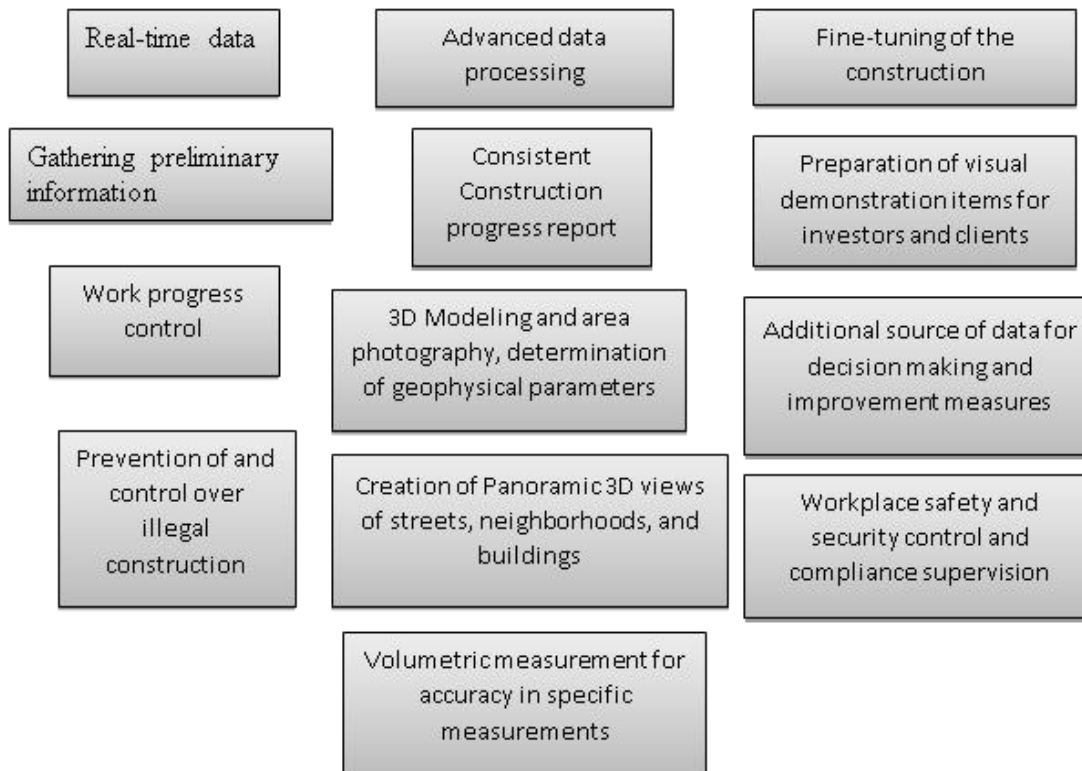 Real-time data
Gathering preliminary
information
Work progress
control
Prevention of and
control over
illegal
construction
Advanced data
processing
Consistent
Construction
progress report
3D Modeling and area
photography, determination
of geophysical parameters
Creation of Panoramic 3D views
of streets, neighborhoods, and
buildings
Volumetric measurement for
accuracy in specific
measurements
Fine-tuning of the
construction
Preparation of visual
demonstration items for
investors and clients
Additional source of data for
decision making and
improvement measures
Workplace safety and
security control and
compliance supervision